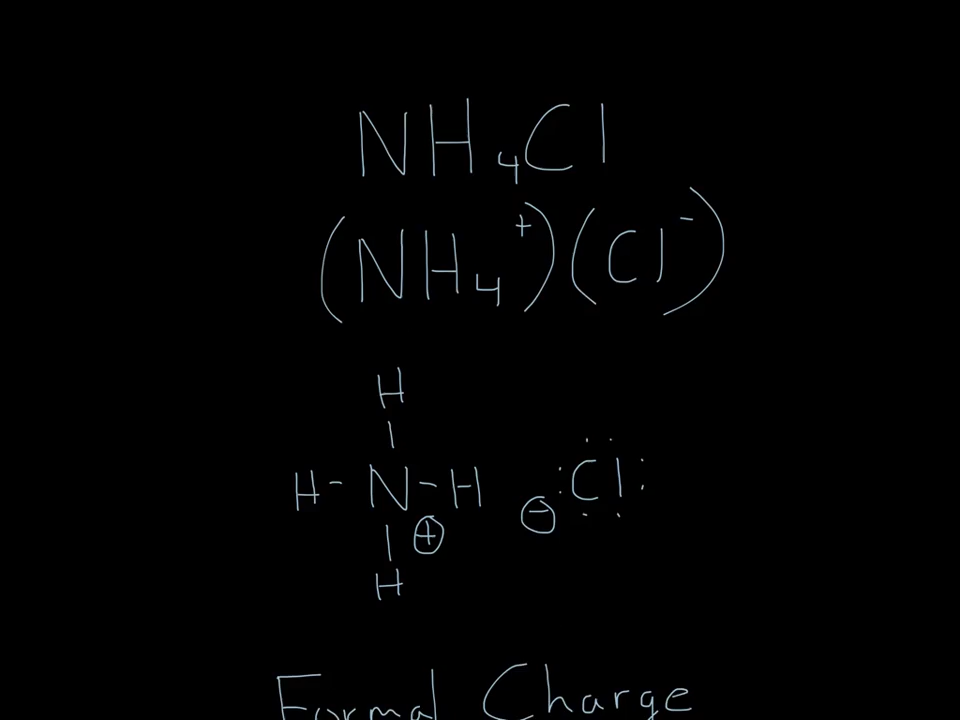 NH₄Cl
(NH₄⁺)(Cl⁻)
H
H-N-H :Cl:
⊕ ⊖
H
Formal Charge